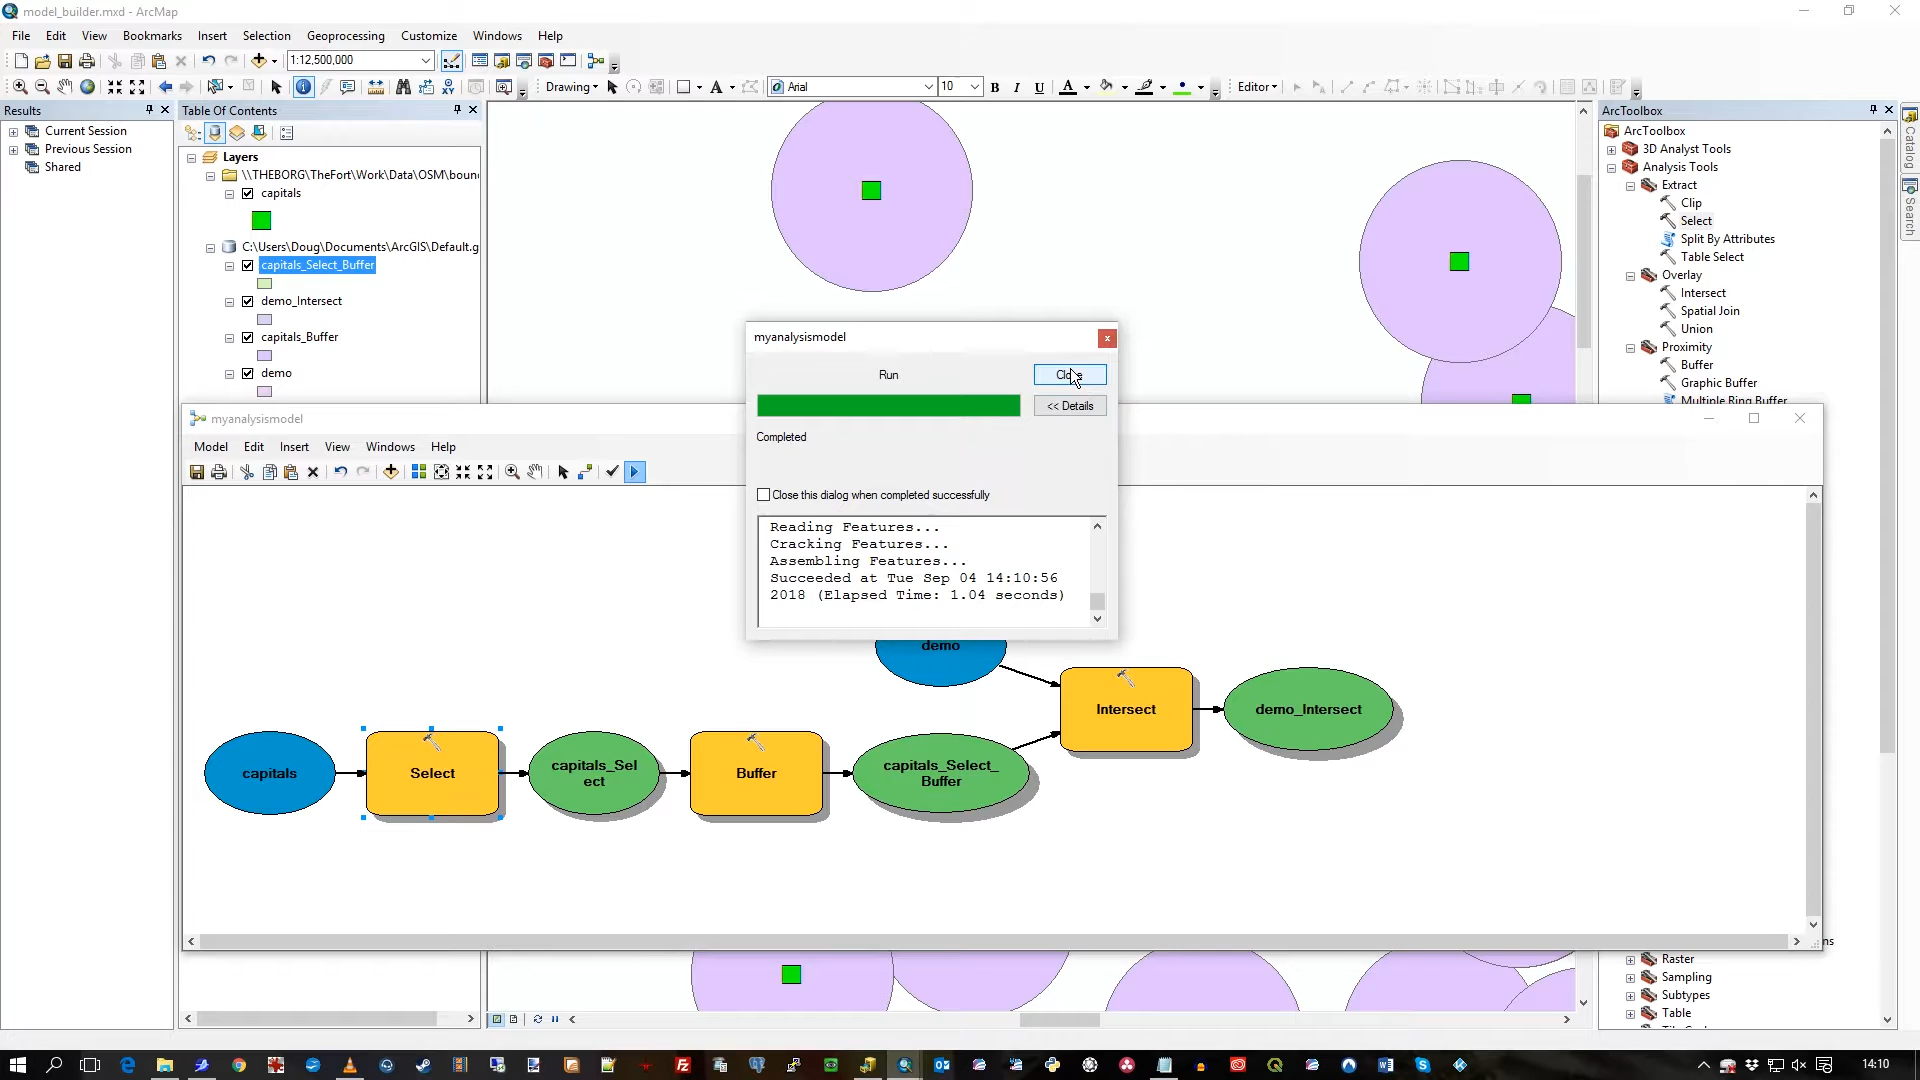 model_builder.mxd - ArcMap
File Edit View Bookmarks Insert Selection Geoprocessing Customize Windows Help
1:12,500,000
Drawing Arial 10 B I U A Editor
Results
Current Session
Previous Session
Shared
Table Of Contents
Layers
\\THEBORG\TheFort\Work\Data\OSM\boun
capitals
C:\Users\Doug\Documents\ArcGIS\Default.g
capitals_Select_Buffer
demo_Intersect
capitals_Buffer
demo
ArcToolbox
ArcToolbox
3D Analyst Tools
Analysis Tools
Extract
Clip
Select
Split By Attributes
Table Select
Overlay
Intersect
Spatial Join
Union
Proximity
Buffer
Graphic Buffer
Multiple Ring Buffer
Catalog
Search
myanalysismodel
Run
Close
<< Details
Completed
Close this dialog when completed successfully
Reading Features...
Cracking Features...
Assembling Features...
Succeeded at Tue Sep 04 14:10:56
2018 (Elapsed Time: 1.04 seconds)
myanalysismodel
Model Edit Insert View Windows Help
demo
Intersect
demo_Intersect
capitals
Select
capitals_Sel
ect
Buffer
capitals_Select_
Buffer
ns
Raster
Sampling
Subtypes
Table
14:10